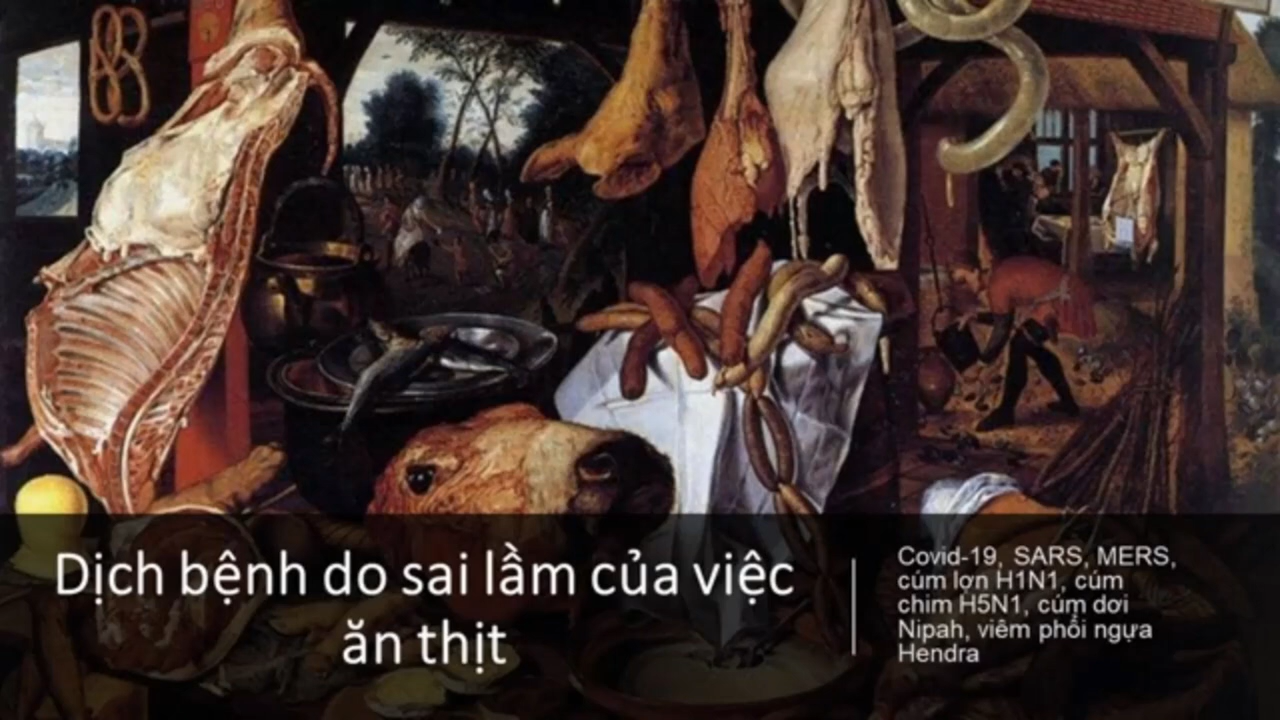 Dịch bệnh do sai lầm của việc
ăn thịt
Covid-19, SARS, MERS,
cúm lợn H1N1, cúm
chim H5N1, cúm dơi
Nipah, viêm phổi ngựa
Hendra